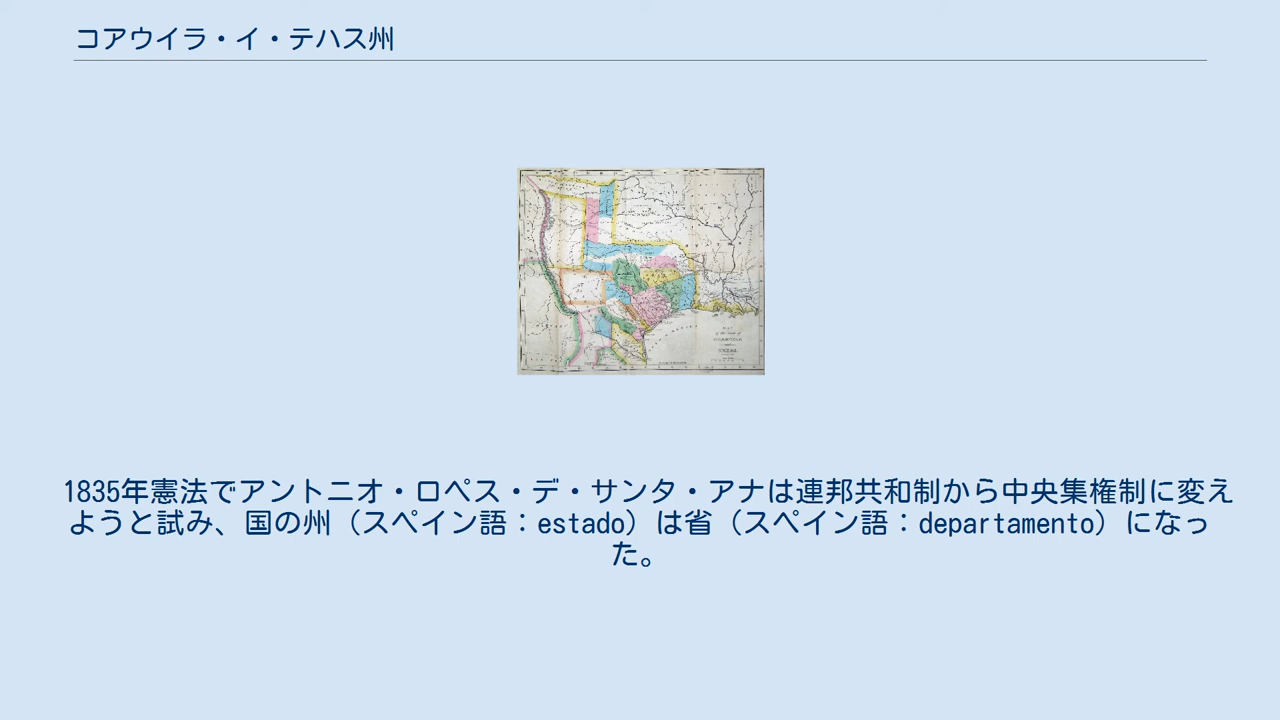 コアウイラ・イ・テハス州
1835年憲法でアントニオ・ロペス・デ・サンタ・アナは連邦共和制から中央集権制に変え
ようと試み、国の州（スペイン語：estado）は省（スペイン語：departamento）になっ
た。